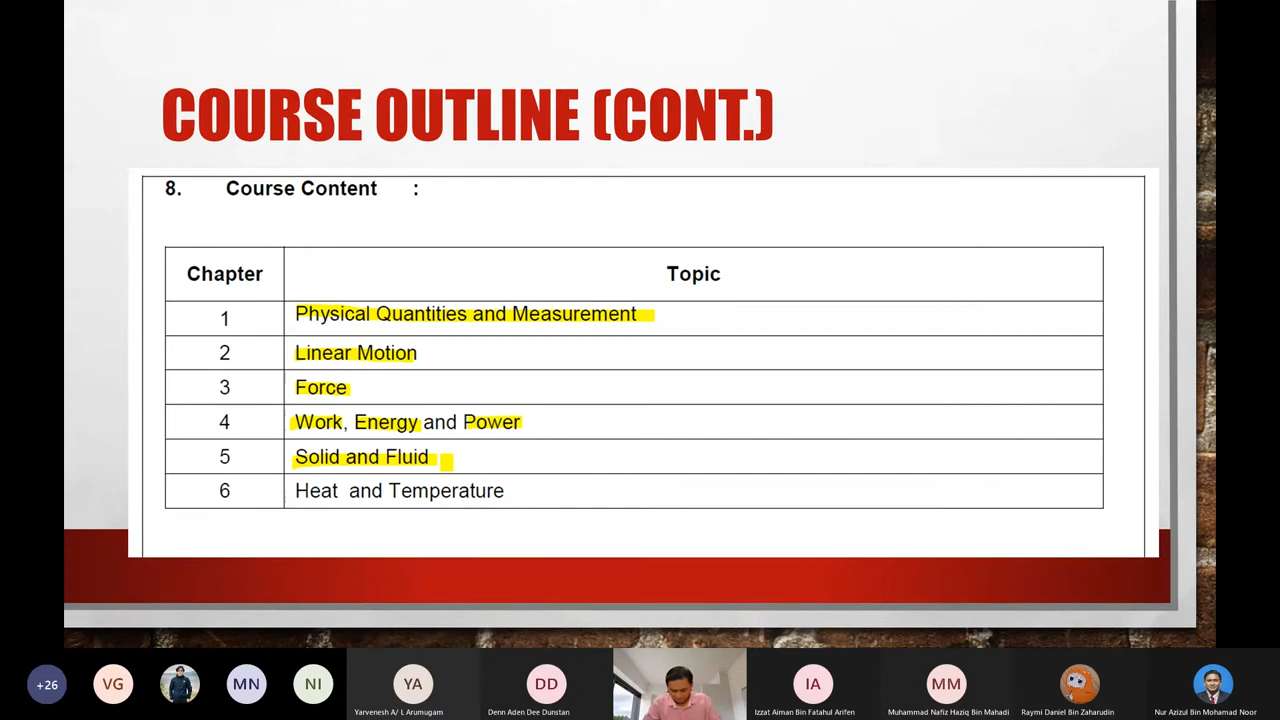 COURSE OUTLINE (CONT.)
8. Course Content :
Chapter Topic
1 Physical Quantities and Measurement
2 Linear Motion
3 Force
4 Work, Energy and Power
5 Solid and Fluid
6 Heat and Temperature
+26 VG MN NI YA DD IA MM
Yarvenesh A/ L Arumugam Denn Aden Dee Dunstan Izzat Aiman Bin Fatahul Arifen Muhammad Nafiz Haziq Bin Mahadi Raymi Daniel Bin Zaharudin Nur Azizul Bin Mohamad Noor